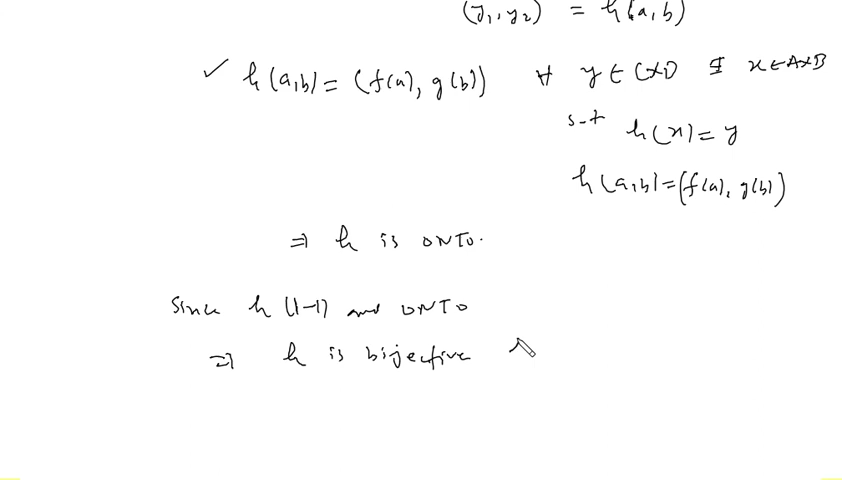 (y₁, y₂) = h(a, b)
✓ h(a,b) = (f(a), g(b)) ∀ y ∈ C×D ∃ x ∈ A×B
s-t h(x) = y
h(a,b) = (f(a), g(b))
⇒ h is ONTO.
Since h (1-1) and ONTO
⇒ h is bijective